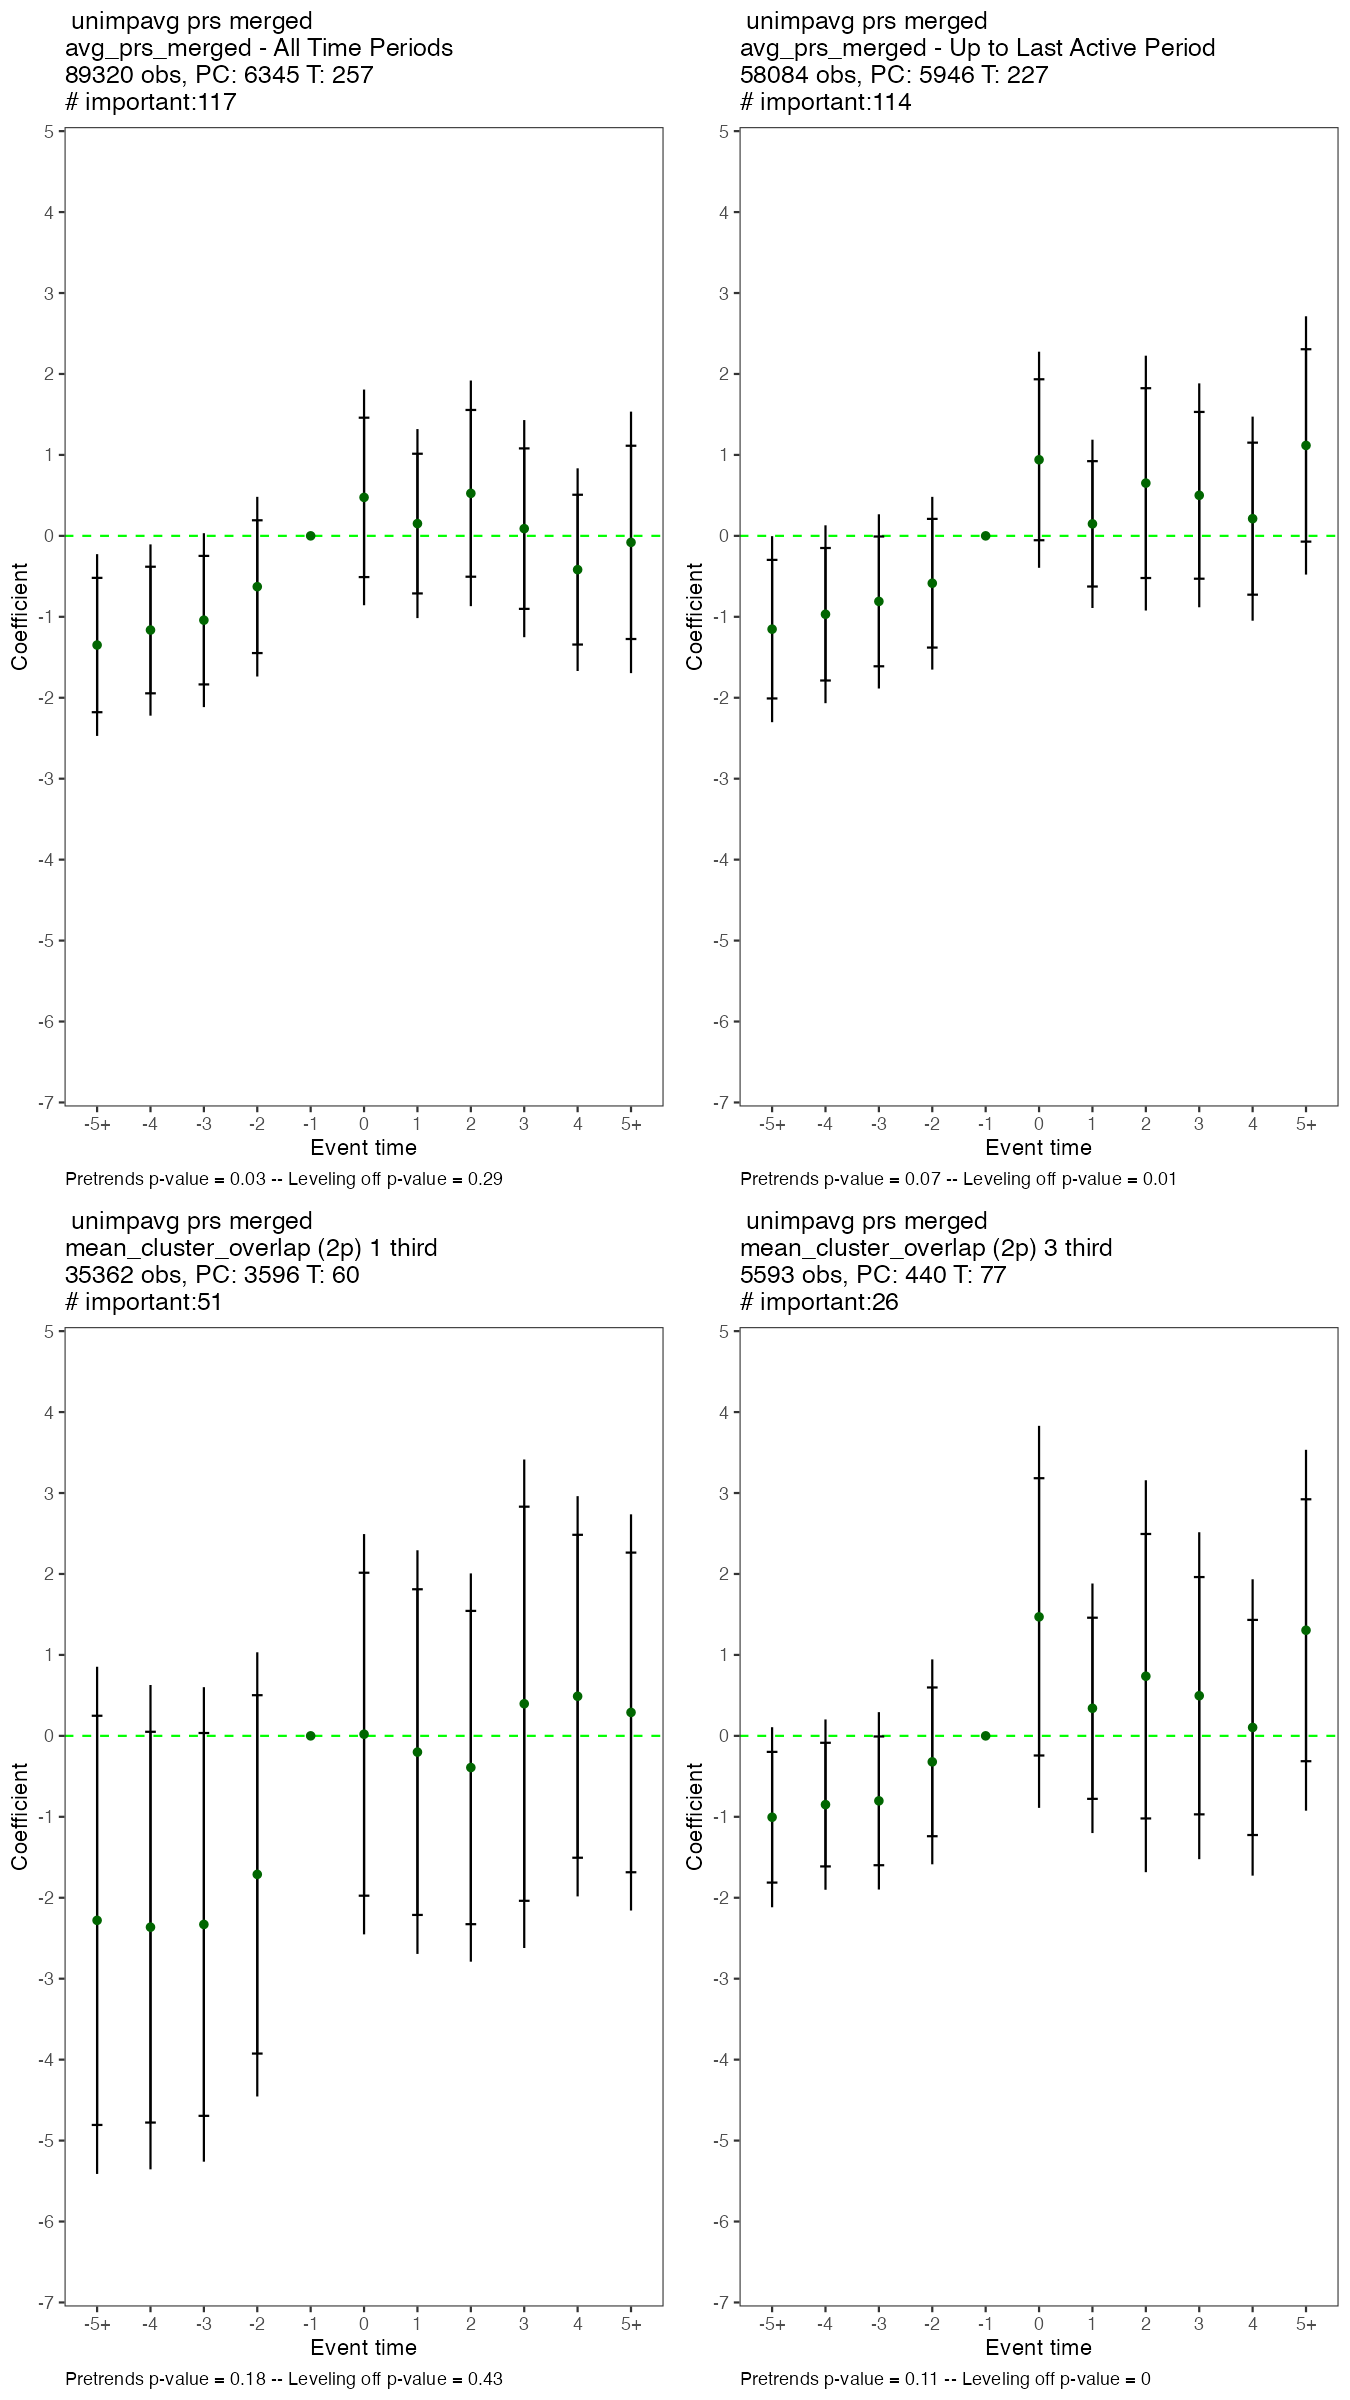 unimpavg prs merged
avg_prs_merged - All Time Periods
89320 obs, PC: 6345 T: 257
# important:117
5
4
3
2
1
0
-1
-2
-3
-4
-5
-6
-7
Coefficient
-5+ -4 -3 -2 -1 0 1 2 3 4 5+
Event time
Pretrends p-value = 0.03 -- Leveling off p-value = 0.29
unimpavg prs merged
avg_prs_merged - Up to Last Active Period
58084 obs, PC: 5946 T: 227
# important:114
5
4
3
2
1
0
-1
-2
-3
-4
-5
-6
-7
Coefficient
-5+ -4 -3 -2 -1 0 1 2 3 4 5+
Event time
Pretrends p-value = 0.07 -- Leveling off p-value = 0.01
unimpavg prs merged
mean_cluster_overlap (2p) 1 third
35362 obs, PC: 3596 T: 60
# important:51
5
4
3
2
1
0
-1
-2
-3
-4
-5
-6
-7
Coefficient
-5+ -4 -3 -2 -1 0 1 2 3 4 5+
Event time
Pretrends p-value = 0.18 -- Leveling off p-value = 0.43
unimpavg prs merged
mean_cluster_overlap (2p) 3 third
5593 obs, PC: 440 T: 77
# important:26
5
4
3
2
1
0
-1
-2
-3
-4
-5
-6
-7
Coefficient
-5+ -4 -3 -2 -1 0 1 2 3 4 5+
Event time
Pretrends p-value = 0.11 -- Leveling off p-value = 0